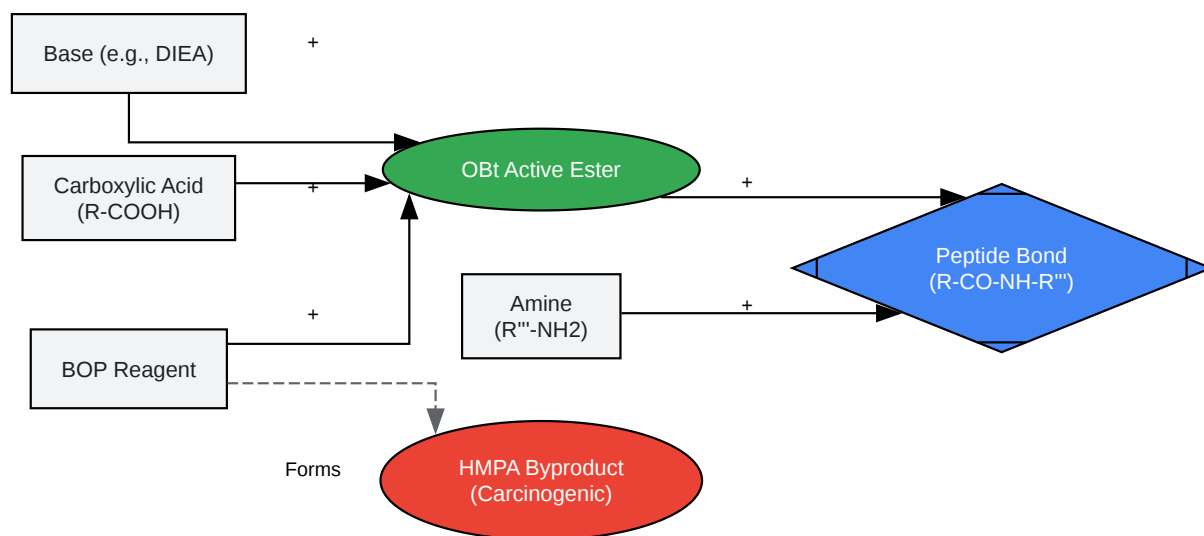 Base (e.g., DIEA)
+
Carboxylic Acid
(R-COOH)
+
OBt Active Ester
+
Peptide Bond
(R-CO-NH-R''')
Amine
(R'''-NH2)
+
+
BOP Reagent
Forms
HMPA Byproduct
(Carcinogenic)